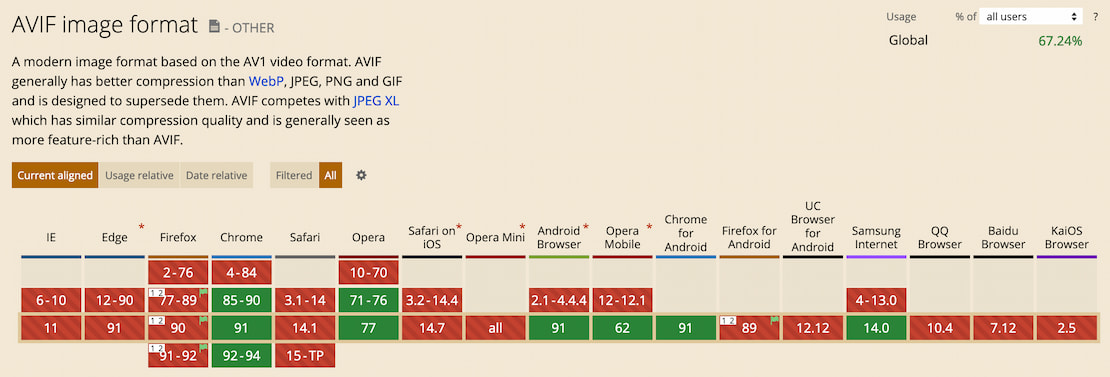 AVIF image format - OTHER
Usage % of all users ?
Global 67.24%
A modern image format based on the AV1 video format. AVIF
generally has better compression than WebP, JPEG, PNG and GIF
and is designed to supersede them. AVIF competes with JPEG XL
which has similar compression quality and is generally seen as
more feature-rich than AVIF.
Current aligned Usage relative Date relative Filtered All
IE
Edge *
Firefox
Chrome
Safari
Opera
Safari on *
iOS
Opera Mini *
Android *
Browser
Opera *
Mobile
Chrome
for
Android
Firefox for
Android
UC
Browser
for
Android
Samsung
Internet
QQ
Browser
Baidu
Browser
KaiOS
Browser
2-76 4-84 10-70
6-10 12-90 1 2 77-89 85-90 3.1-14 71-76 3.2-14.4 2.1-4.4.4 12-12.1 4-13.0
11 91 1 2 90 91 14.1 77 14.7 all 91 62 91 1 2 89 12.12 14.0 10.4 7.12 2.5
1 2 91-92 92-94 15-TP